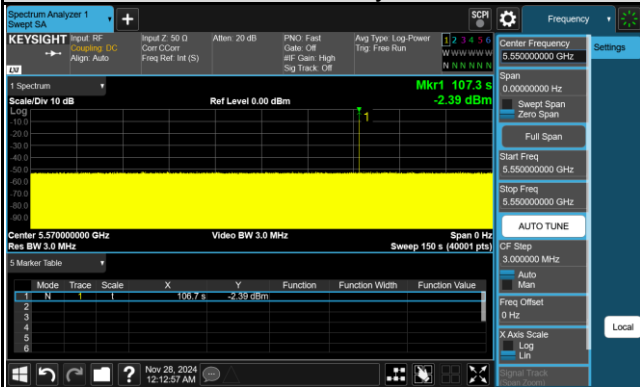 Spectrum Analyzer 1
Swept SA
+
SCPI
Frequency
KEYSIGHT
Input: RF
Coupling: DC
Align: Auto
Input Z: 50 Ω
Corr CCorr
Freq Ref: Int (S)
Atten: 20 dB
PNO: Fast
Gate: Off
#IF Gain: High
Sig Track: Off
Avg Type: Log-Power
Trig: Free Run
1 2 3 4 5 6
W W W W W W
N N N N N N
LXI
1 Spectrum
Scale/Div 10 dB
Ref Level 0.00 dBm
Mkr1 107.3 s
-2.39 dBm
Log
-10.0
-20.0
-30.0
-40.0
-50.0
-60.0
-70.0
-80.0
-90.0
1
Center 5.570000000 GHz
Res BW 3.0 MHz
Video BW 3.0 MHz
Span 0 Hz
Sweep 150 s (40001 pts)
5 Marker Table
Mode Trace Scale X Y Function Function Width Function Value
1 N 1 t 106.7 s -2.39 dBm
2
3
4
5
6
Center Frequency
5.550000000 GHz
Settings
Span
0.00000000 Hz
Swept Span
Zero Span
Full Span
Start Freq
5.550000000 GHz
Stop Freq
5.550000000 GHz
AUTO TUNE
CF Step
3.000000 MHz
Auto
Man
Freq Offset
0 Hz
X Axis Scale
Log
Lin
Signal Track
(Span Zoom)
Local
?
Nov 28, 2024
12:12:57 AM